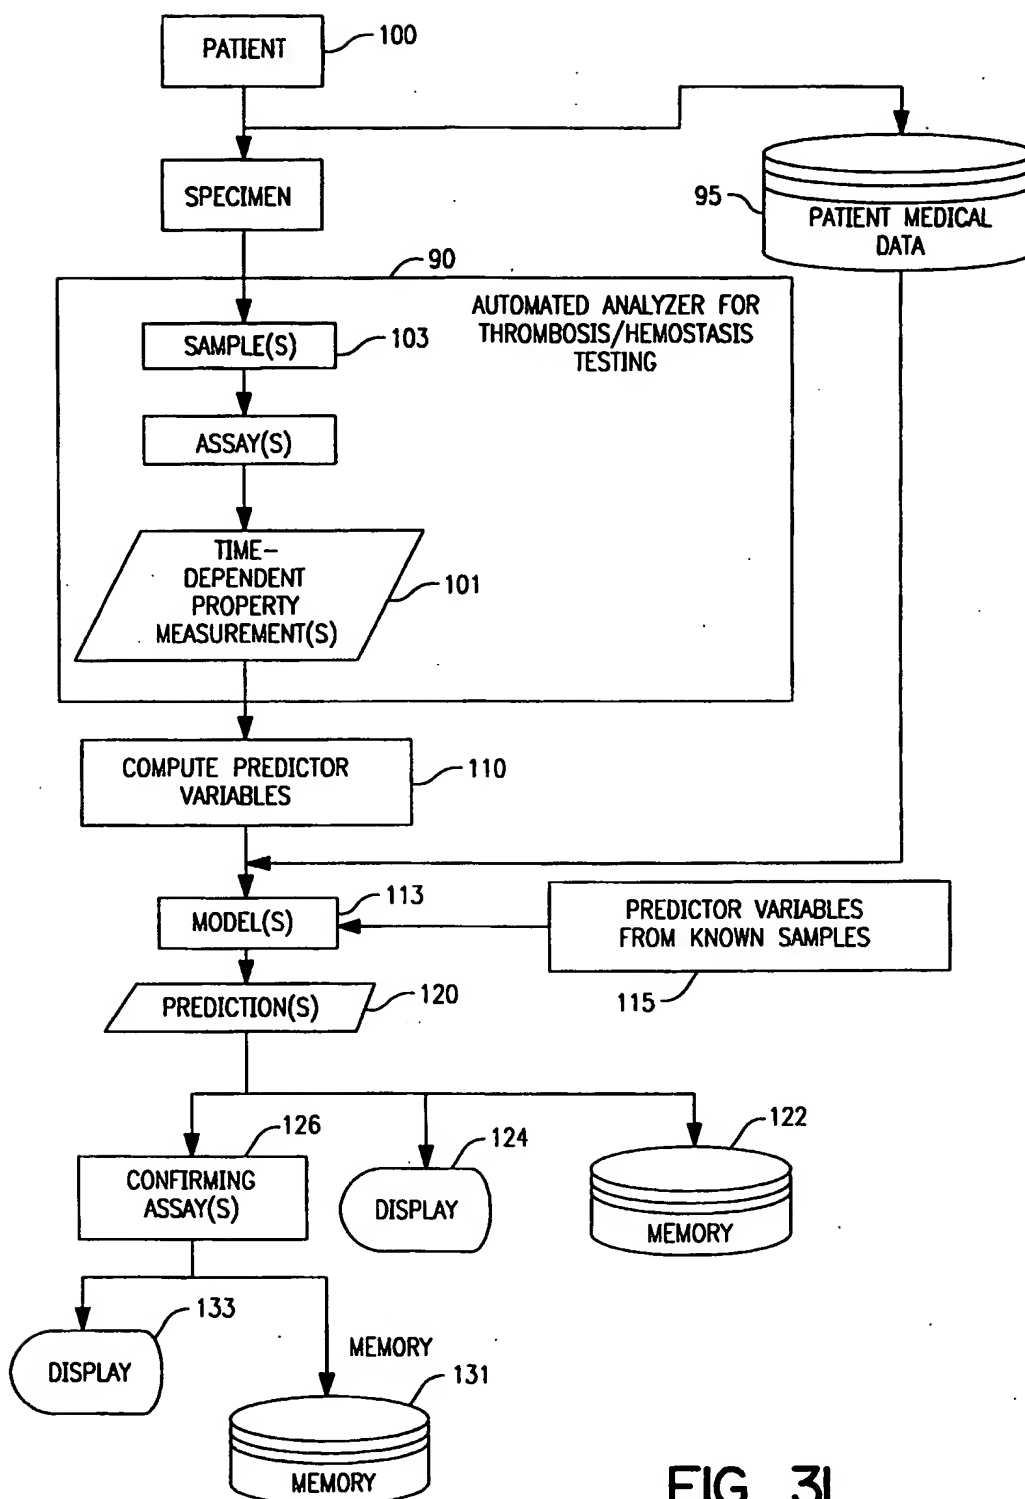 PATIENT
100
SPECIMEN
95
PATIENT MEDICAL
DATA
90
AUTOMATED ANALYZER FOR
THROMBOSIS/HEMOSTASIS
TESTING
SAMPLE(S)
103
ASSAY(S)
TIME-
DEPENDENT
PROPERTY
MEASUREMENT(S)
101
COMPUTE PREDICTOR
VARIABLES
110
MODEL(S)
113
PREDICTOR VARIABLES
FROM KNOWN SAMPLES
115
PREDICTION(S)
120
126
CONFIRMING
ASSAY(S)
124
DISPLAY
122
MEMORY
133
DISPLAY
MEMORY
131
MEMORY
FIG. 31